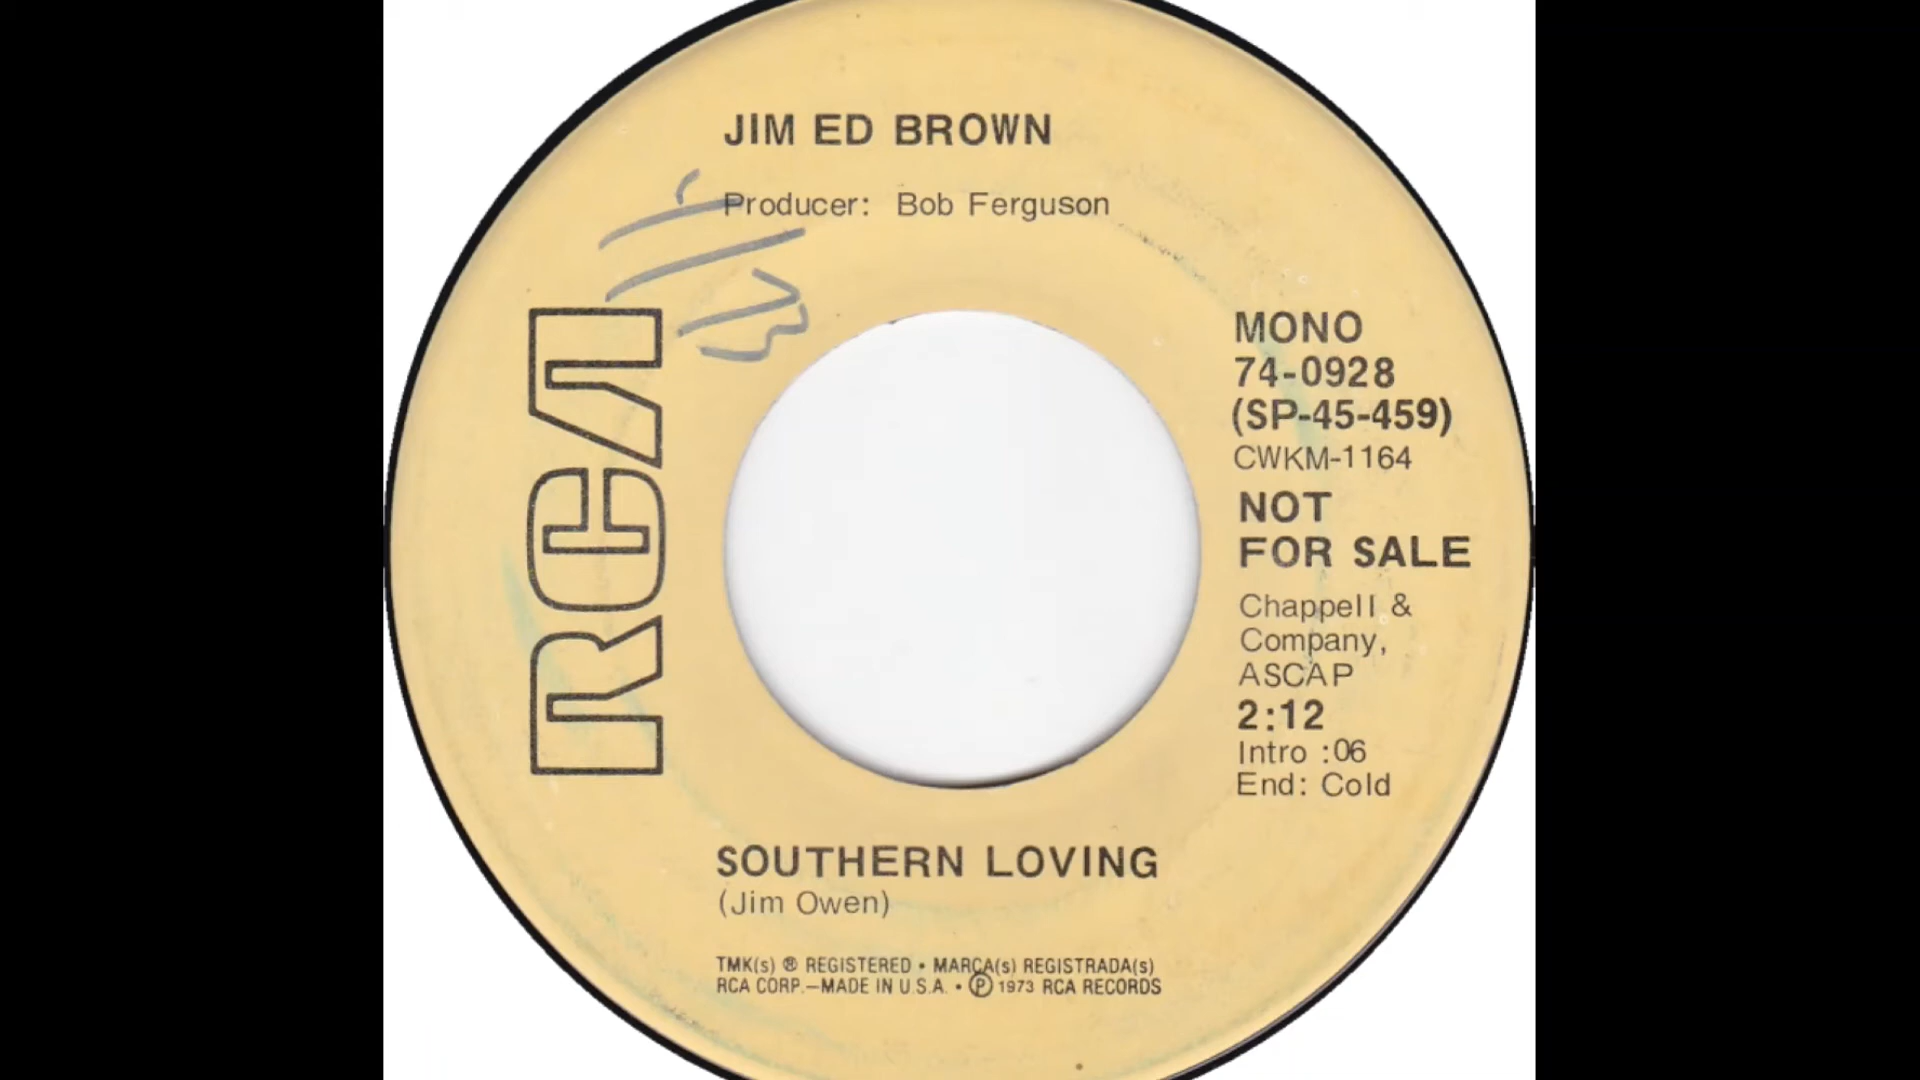 JIM ED BROWN
Producer: Bob Ferguson
RCA
MONO
74-0928
(SP-45-459)
CWKM-1164
NOT
FOR SALE
Chappell &
Company,
ASCAP
2:12
Intro :06
End: Cold
SOUTHERN LOVING
(Jim Owen)
TMK(s) ® REGISTERED • MARCA(s) REGISTRADA(s)
RCA CORP.—MADE IN U.S.A. • ℗ 1973 RCA RECORDS